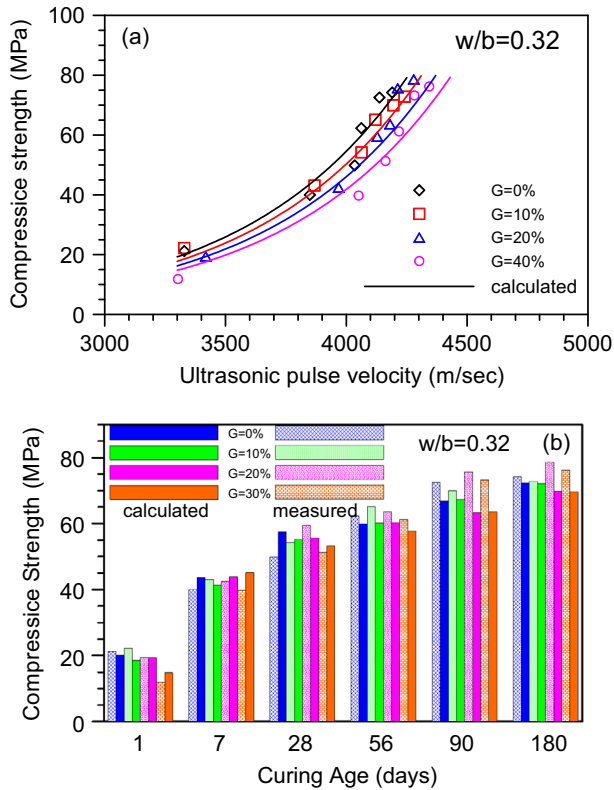 (a)
w/b=0.32
100
80
60
40
20
0
Compressice strength (MPa)
G=0%
G=10%
G=20%
G=40%
calculated
3000 3500 4000 4500 5000
Ultrasonic pulse velocity (m/sec)
G=0%
G=10%
G=20%
G=30%
calculated measured
w/b=0.32 (b)
80
60
40
20
0
Compressice Strength (MPa)
1 7 28 56 90 180
Curing Age (days)